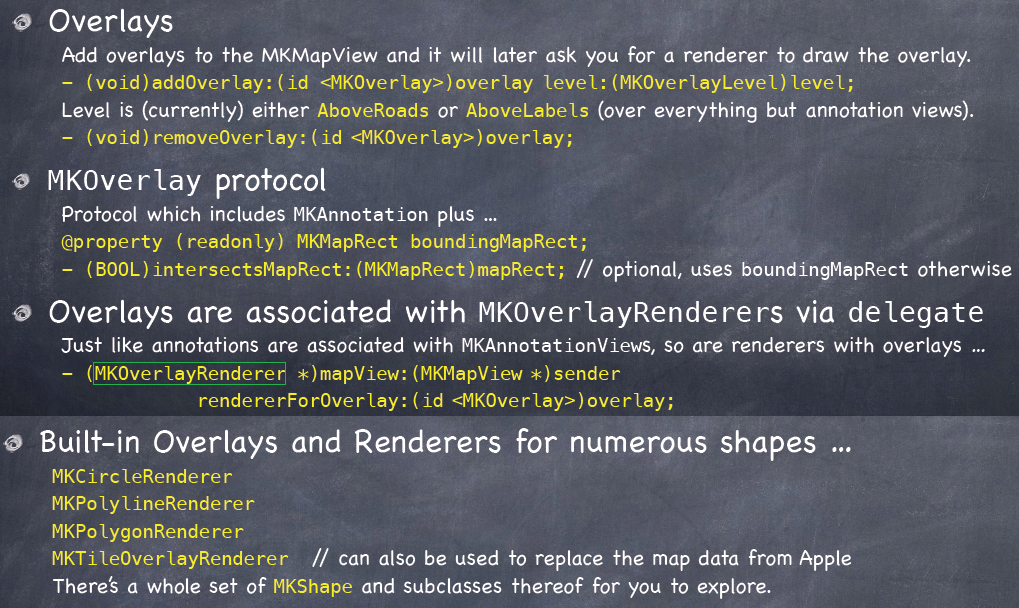 Overlays
Add overlays to the MKMapView and it will later ask you for a renderer to draw the overlay.
- (void)addOverlay:(id <MKOverlay>)overlay level:(MKOverlayLevel)level;
Level is (currently) either AboveRoads or AboveLabels (over everything but annotation views).
- (void)removeOverlay:(id <MKOverlay>)overlay;
MKOverlay protocol
Protocol which includes MKAnnotation plus ...
@property (readonly) MKMapRect boundingMapRect;
- (BOOL)intersectsMapRect:(MKMapRect)mapRect; // optional, uses boundingMapRect otherwise
Overlays are associated with MKOverlayRenderers via delegate
Just like annotations are associated with MKAnnotationViews, so are renderers with overlays ...
- (MKOverlayRenderer *)mapView:(MKMapView *)sender
rendererForOverlay:(id <MKOverlay>)overlay;
Built-in Overlays and Renderers for numerous shapes ...
MKCircleRenderer
MKPolylineRenderer
MKPolygonRenderer
MKTileOverlayRenderer // can also be used to replace the map data from Apple
There's a whole set of MKShape and subclasses thereof for you to explore.